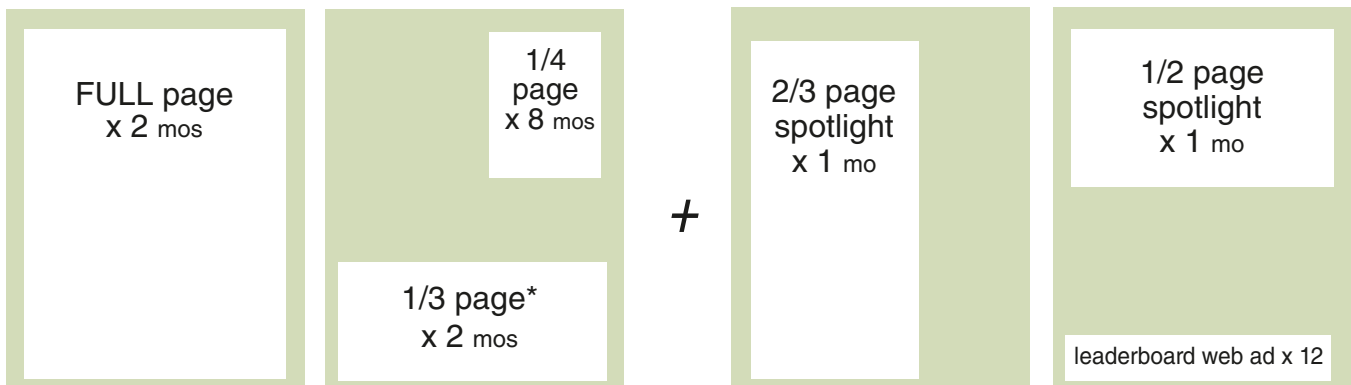 FULL page
x 2 mos
1/4
page
x 8 mos
1/3 page*
x 2 mos
+
2/3 page
spotlight
x 1 mo
1/2 page
spotlight
x 1 mo
leaderboard web ad x 12